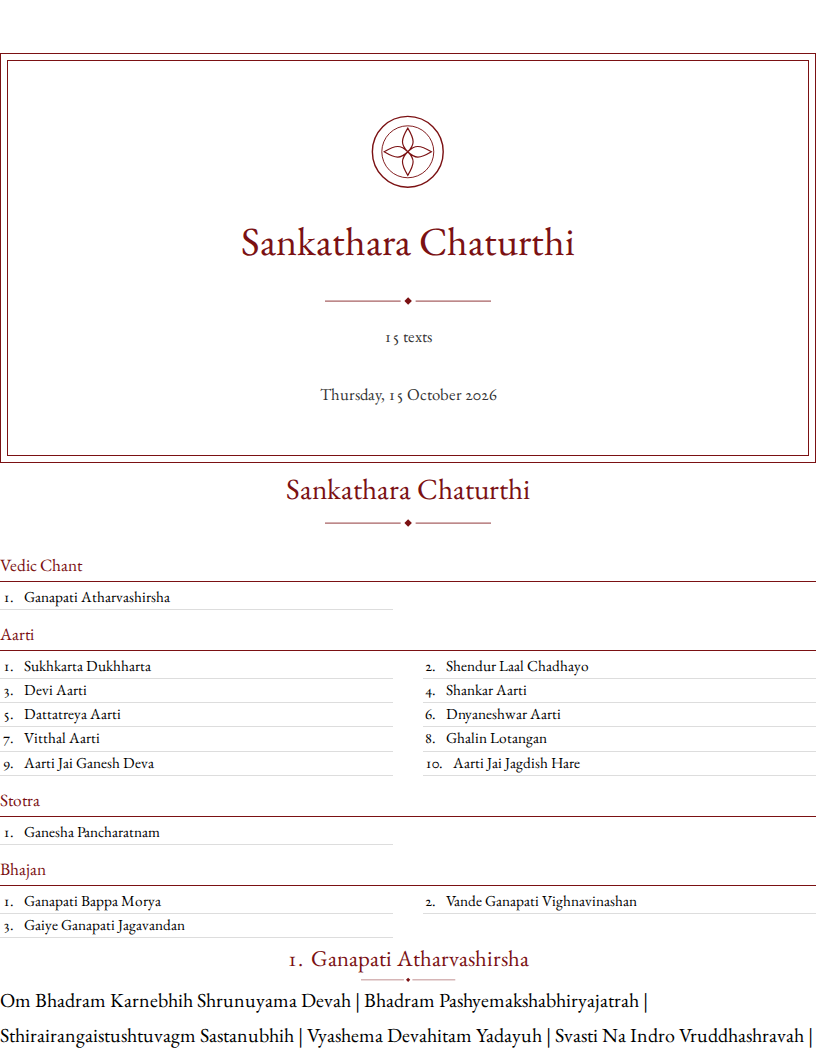 Sankathara Chaturthi
15 texts
Thursday, 15 October 2026
Sankathara Chaturthi
Vedic Chant
1. Ganapati Atharvashirsha
Aarti
1. Sukhkarta Dukhharta
2. Shendur Laal Chadhayo
3. Devi Aarti
4. Shankar Aarti
5. Dattatreya Aarti
6. Dnyaneshwar Aarti
7. Vitthal Aarti
8. Ghalin Lotangan
9. Aarti Jai Ganesh Deva
10. Aarti Jai Jagdish Hare
Stotra
1. Ganesha Pancharatnam
Bhajan
1. Ganapati Bappa Morya
2. Vande Ganapati Vighnavinashan
3. Gaiye Ganapati Jagavandan
1. Ganapati Atharvashirsha
Om Bhadram Karnebhih Shrunuyama Devah | Bhadram Pashyemakshabhiryajatrah |
Sthirairangaistushtuvagm Sastanubhih | Vyashema Devahitam Yadayuh | Svasti Na Indro Vruddhashravah |